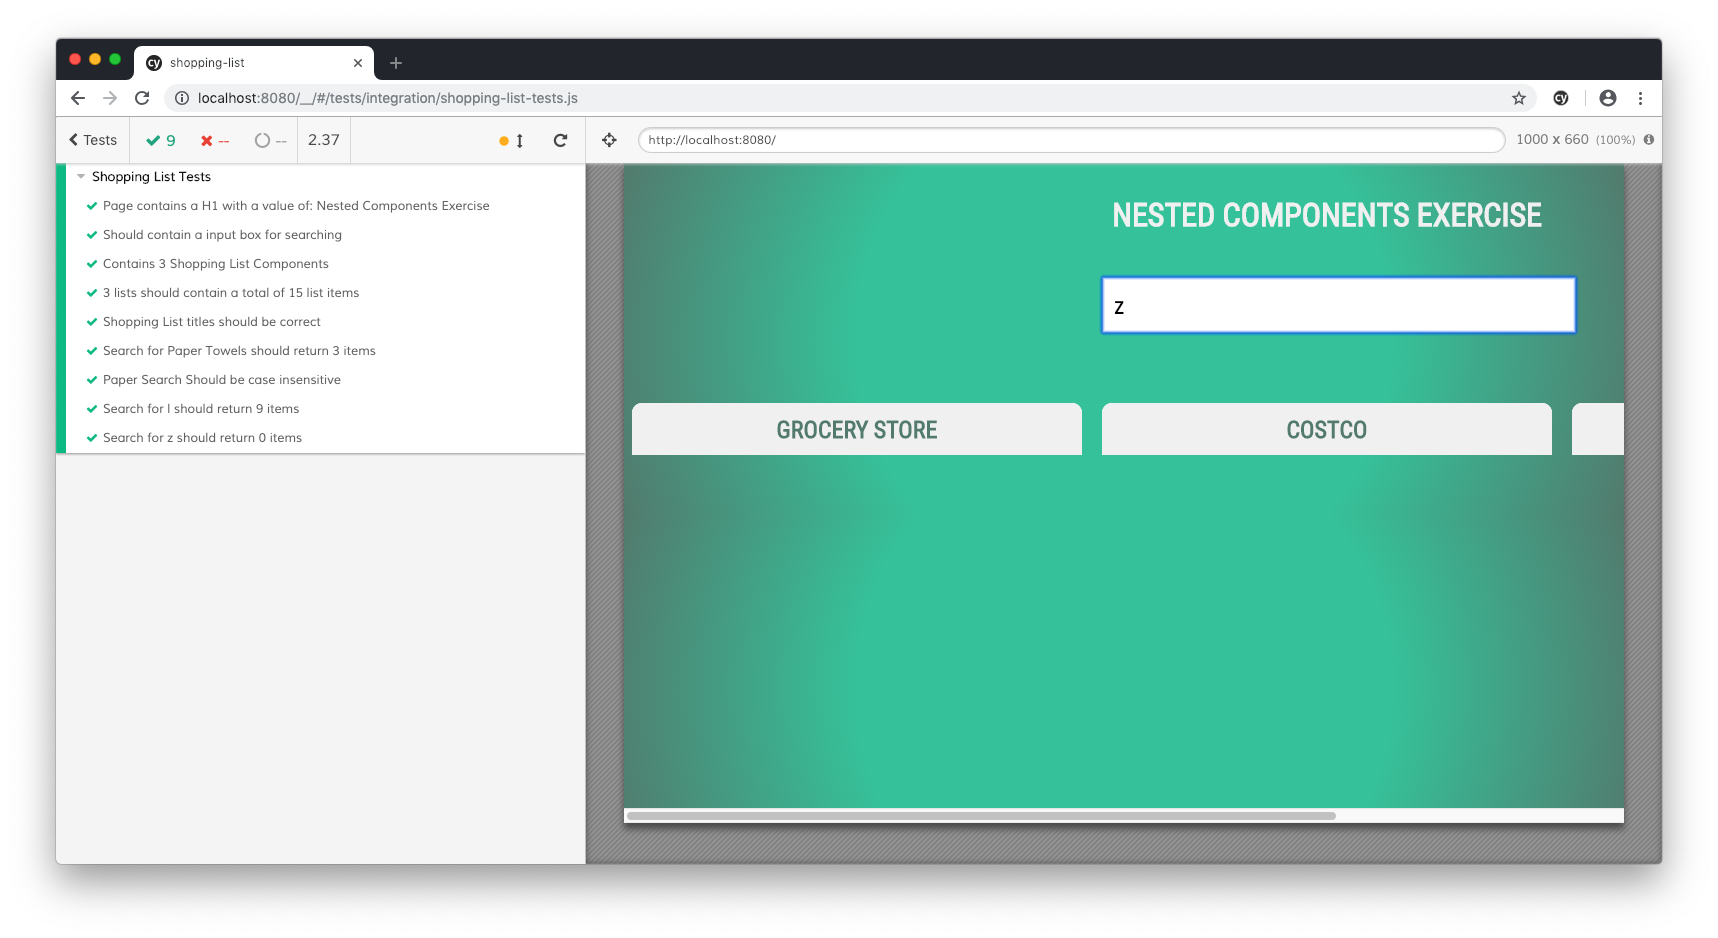 cy shopping-list
localhost:8080/__/#/tests/integration/shopping-list-tests.js
cy
Tests 9 -- -- 2.37
http://localhost:8080/
1000 x 660 (100%)
Shopping List Tests
Page contains a H1 with a value of: Nested Components Exercise
Should contain a input box for searching
Contains 3 Shopping List Components
3 lists should contain a total of 15 list items
Shopping List titles should be correct
Search for Paper Towels should return 3 items
Paper Search Should be case insensitive
Search for l should return 9 items
Search for z should return 0 items
NESTED COMPONENTS EXERCISE
z
GROCERY STORE
COSTCO